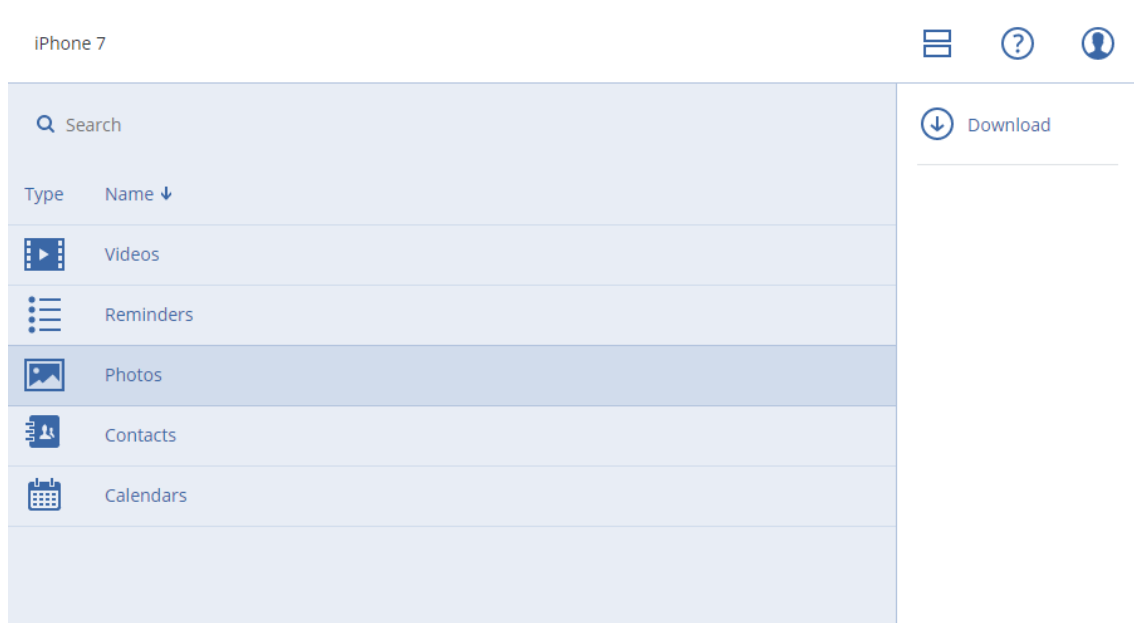 iPhone 7
Search
Download
Type Name
Videos
Reminders
Photos
Contacts
Calendars